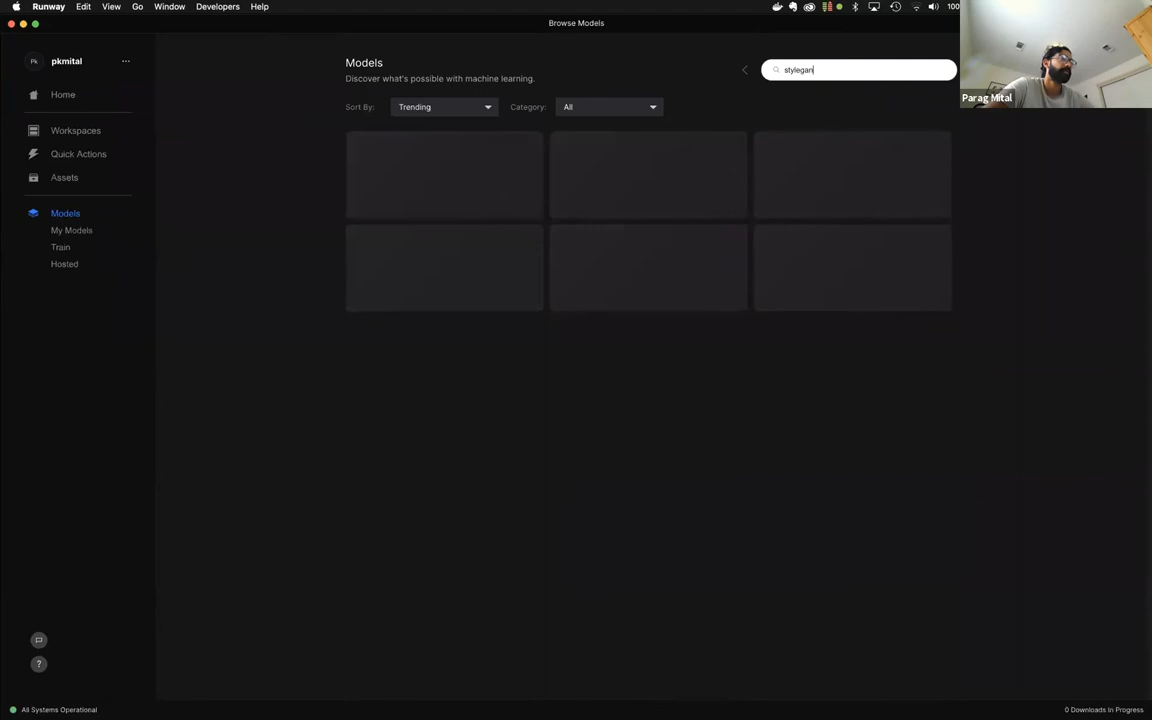 Runway File Edit View Go Window Developers Help
100
Browse Models
Pk pkmital ...
Models
Discover what's possible with machine learning.
stylegan
Parag Mital
Home
Sort By: Trending Category: All
Workspaces
Quick Actions
Assets
Models
My Models
Train
Hosted
?
All Systems Operational
0 Downloads In Progress